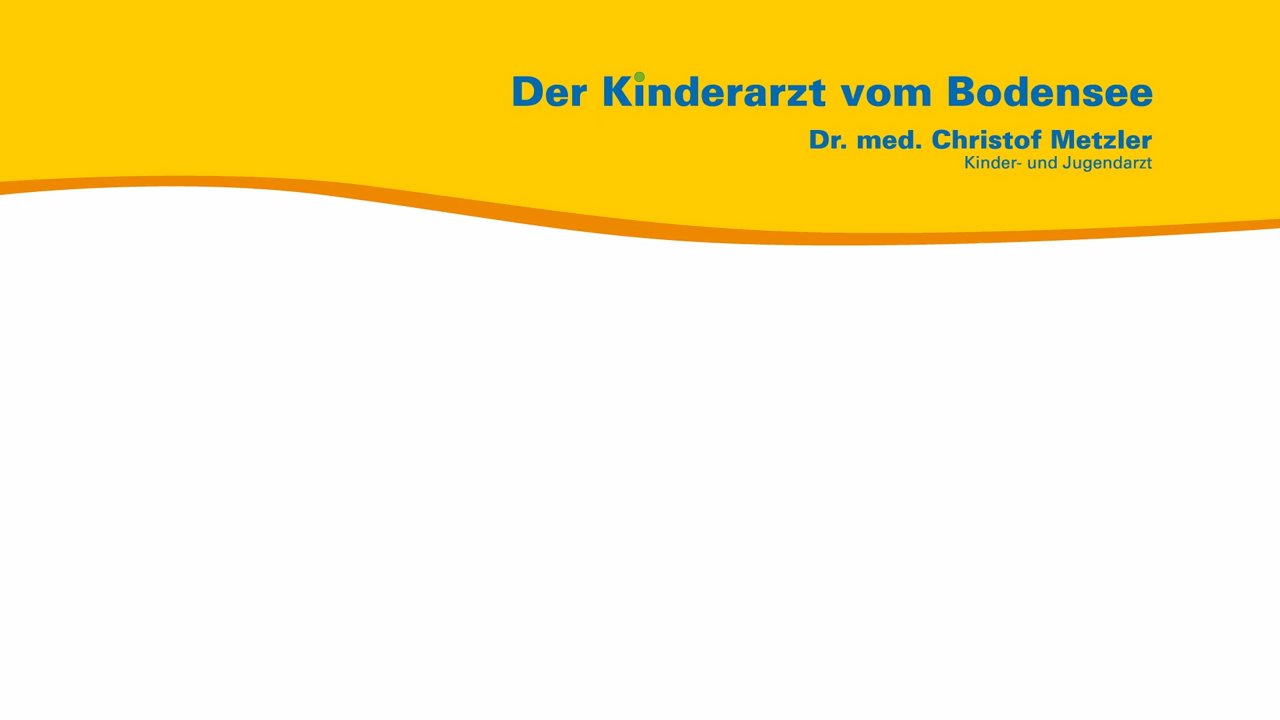 Der Kinderarzt vom Bodensee
Dr. med. Christof Metzler
Kinder- und Jugendarzt